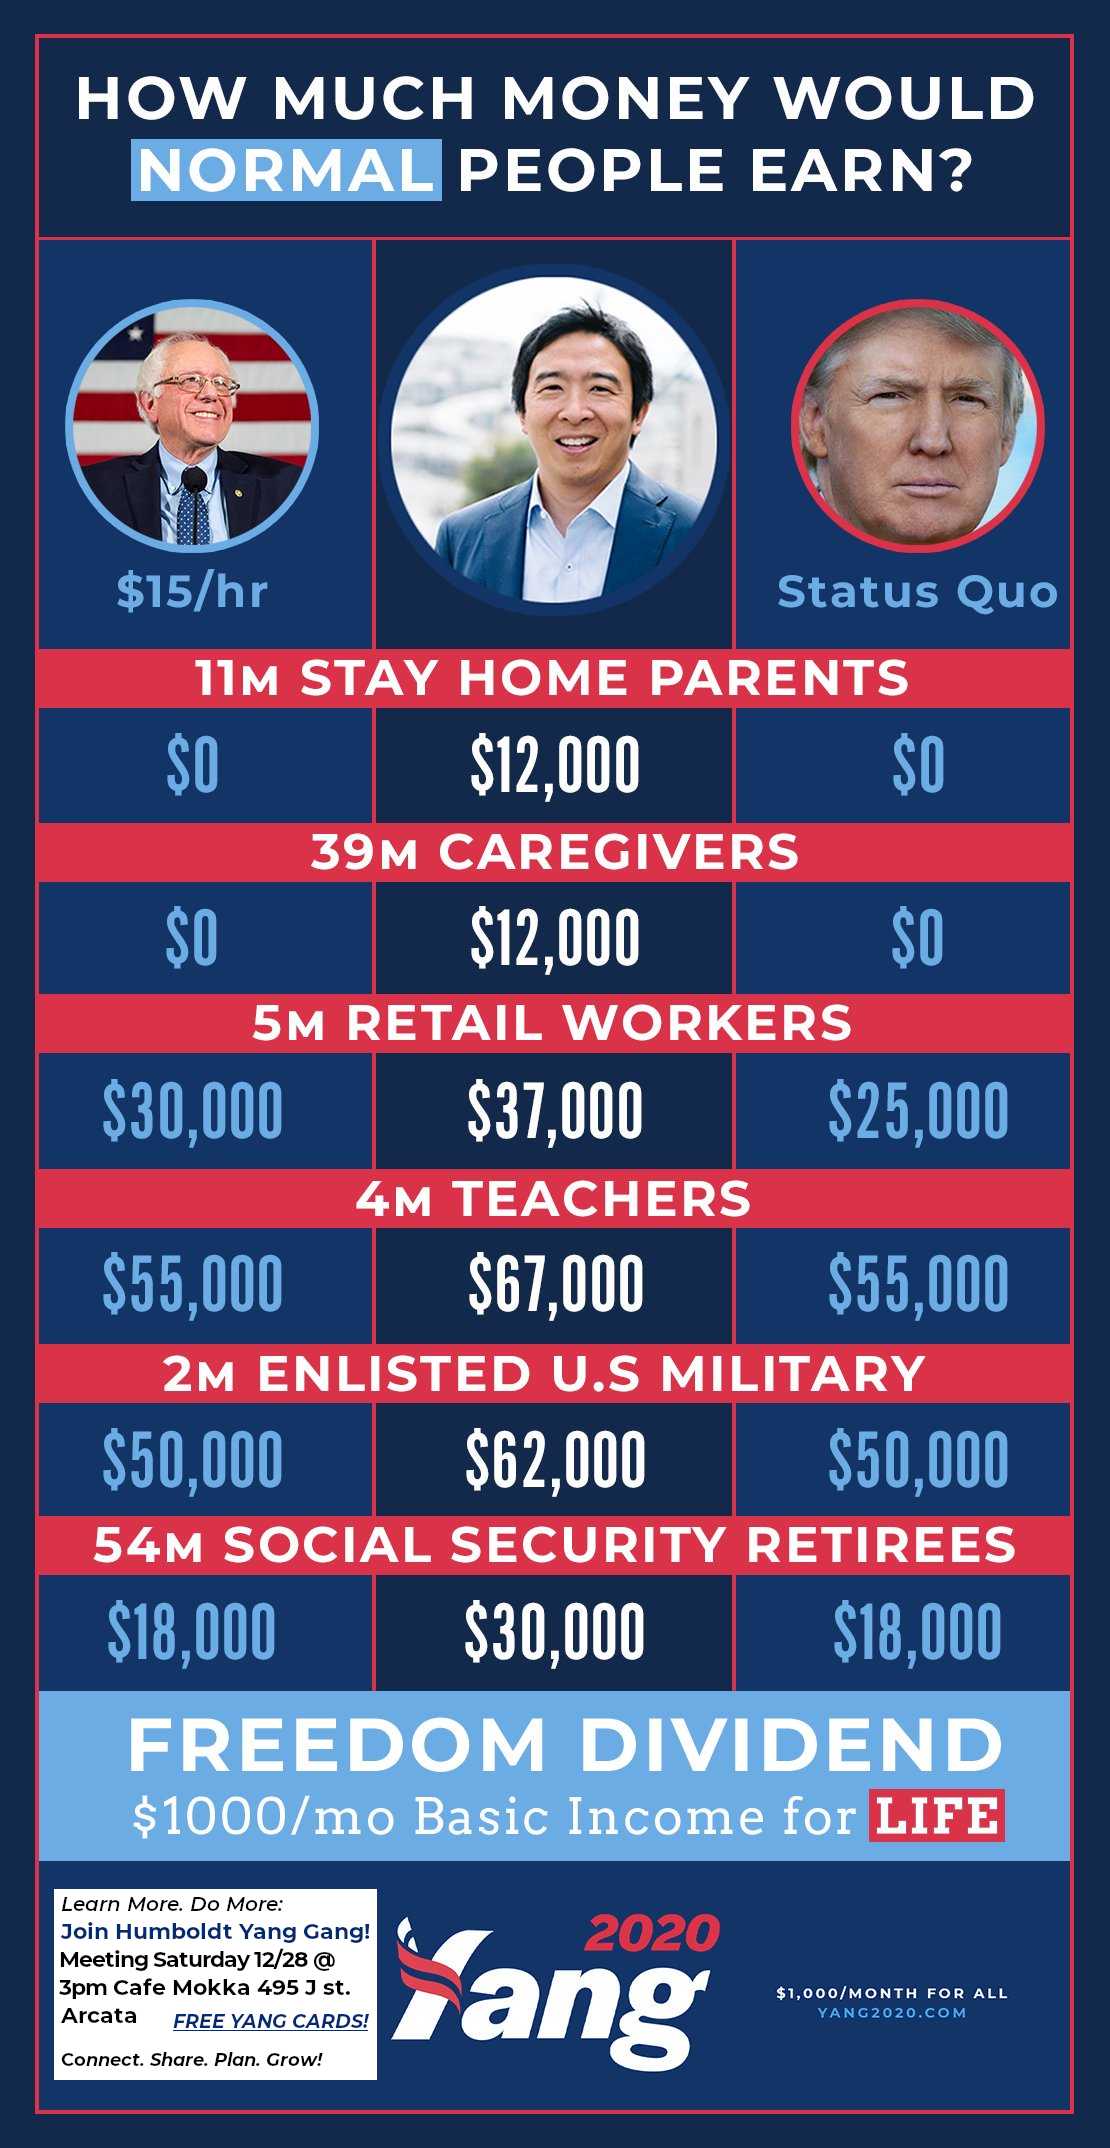 HOW MUCH MONEY WOULD
NORMAL PEOPLE EARN?
$15/hr
Status Quo
11M STAY HOME PARENTS
$0 $12,000 $0
39M CAREGIVERS
$0 $12,000 $0
5M RETAIL WORKERS
$30,000 $37,000 $25,000
4M TEACHERS
$55,000 $67,000 $55,000
2M ENLISTED U.S MILITARY
$50,000 $62,000 $50,000
54M SOCIAL SECURITY RETIREES
$18,000 $30,000 $18,000
FREEDOM DIVIDEND
$1000/mo Basic Income for LIFE
Learn More. Do More:
Join Humboldt Yang Gang!
Meeting Saturday 12/28 @
3pm Cafe Mokka 495 J st.
Arcata FREE YANG CARDS!
Connect. Share. Plan. Grow!
2020
Yang
$1,000/MONTH FOR ALL
YANG2020.COM